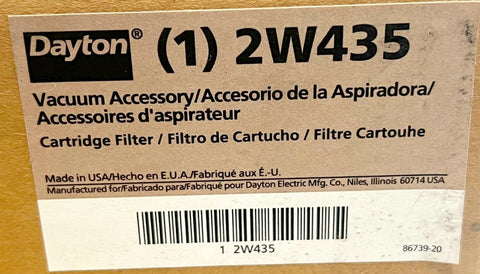 Dayton® (1) 2W435
Vacuum Accessory/Accesorio de la Aspiradora/
Accessoires d'aspirateur
Cartridge Filter / Filtro de Cartucho / Filtre Cartouhe
Made in USA/Hecho en E.U.A./Fabriqué aux É.-U.
Manufactured for/Fabricado para/Fabriqué pour Dayton Electric Mfg. Co., Niles, Illinois 60714 USA
1 2W435
86739-20